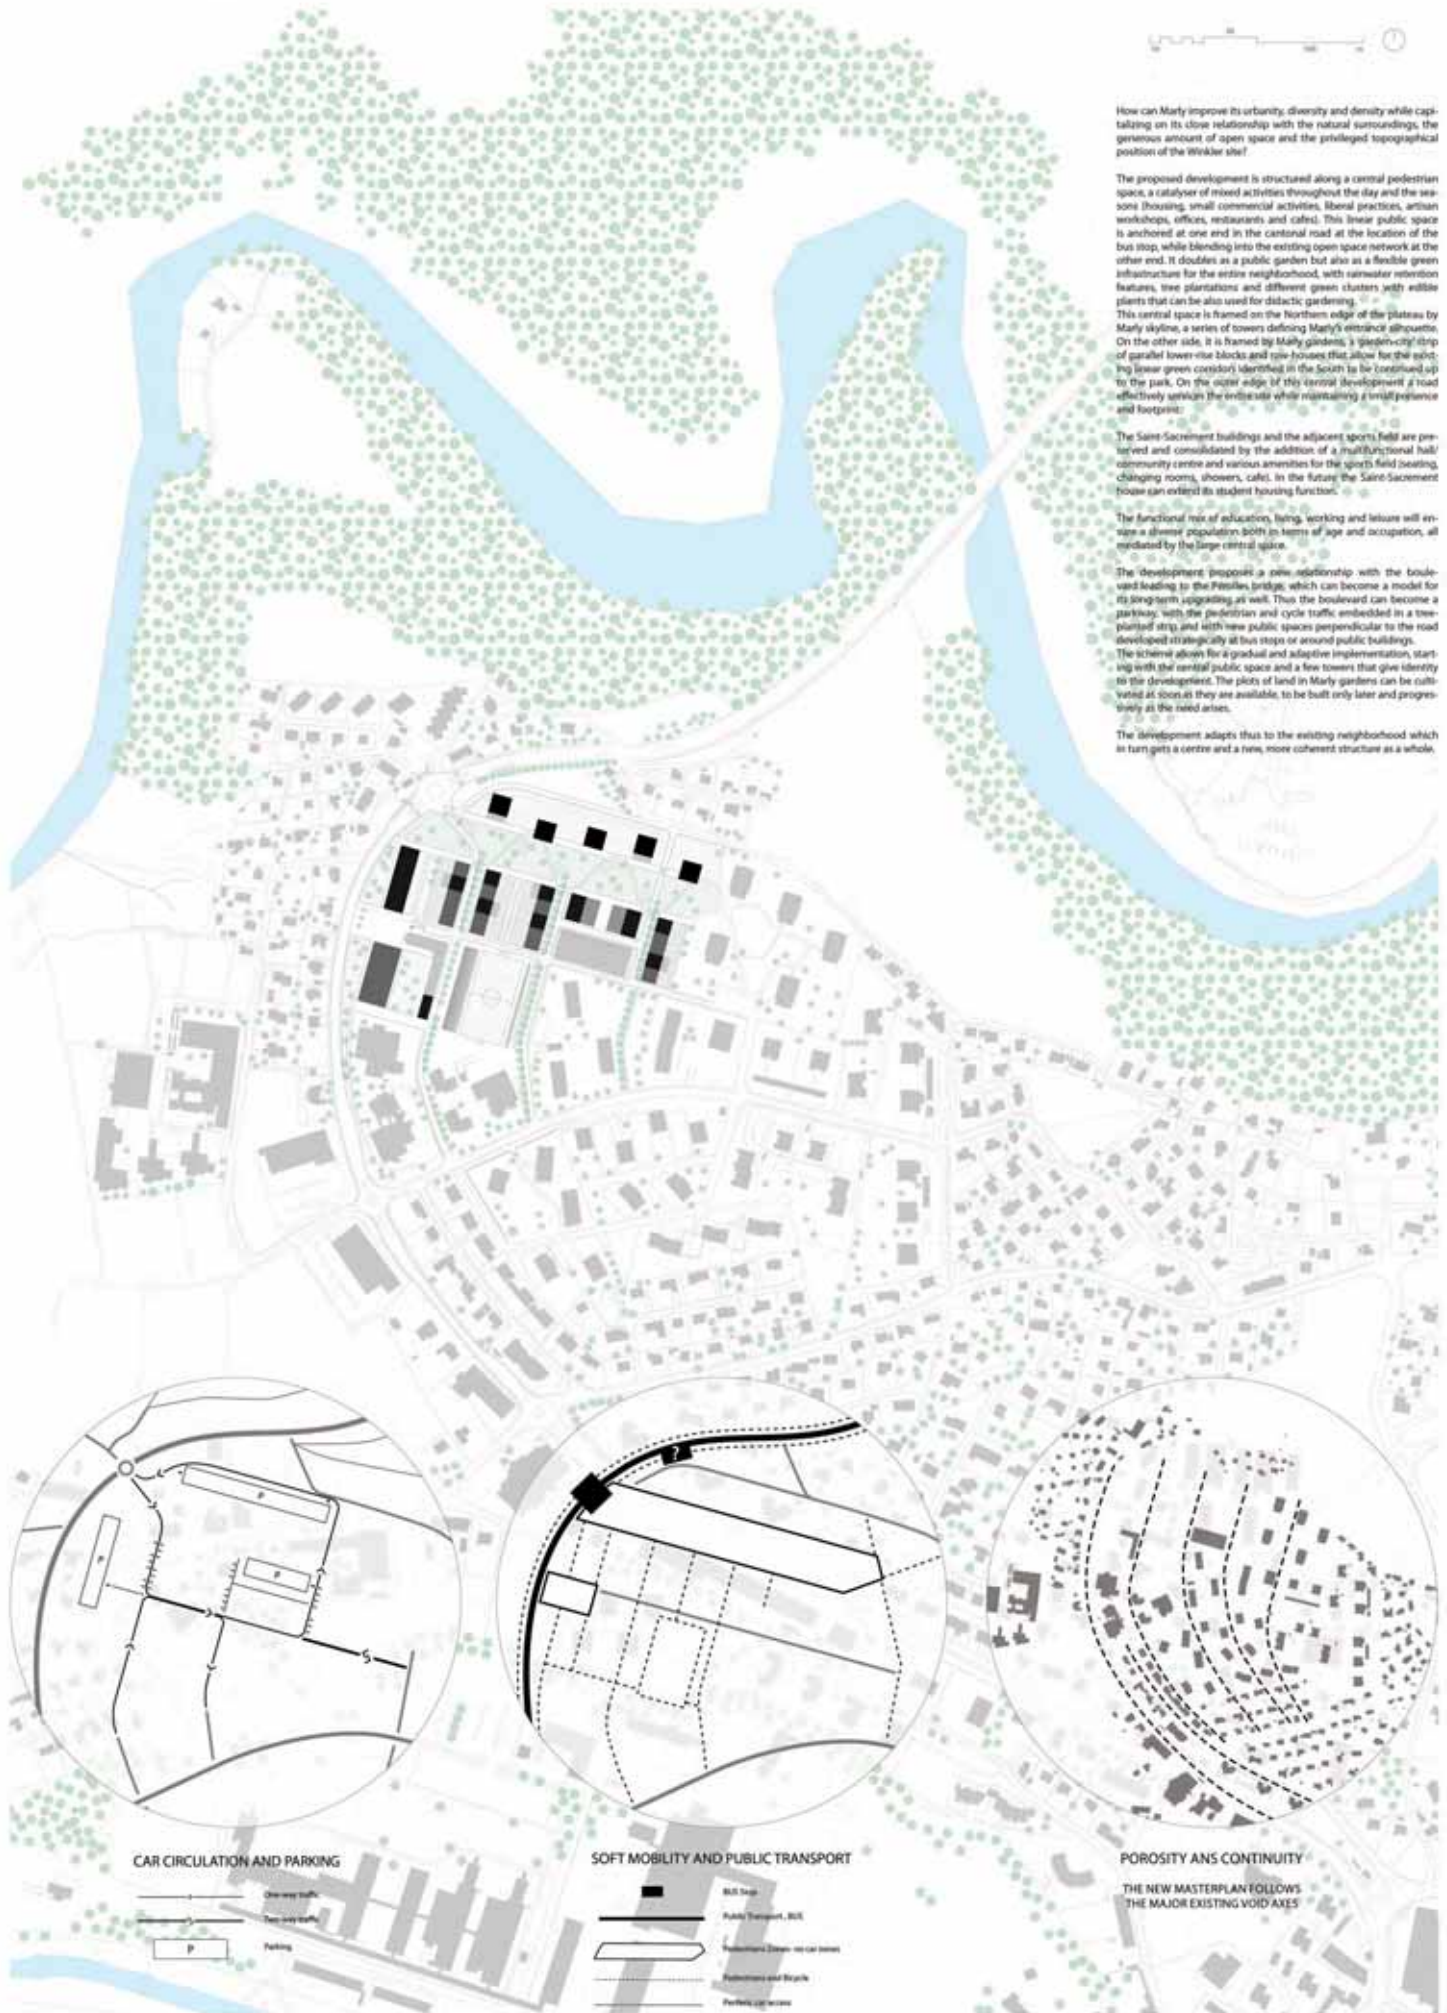 How can Marly improve its urbanity, diversity and density while capi-
talizing on its close relationship with the natural surroundings, the
generous amount of open space and the privileged topographical
position of the Winkler site?
The proposed development is structured along a central pedestrian
space, a catalyser of mixed activities throughout the day and the sea-
sons (housing, small commercial activities, liberal practices, artisan
workshops, offices, restaurants and cafes). This linear public space
is anchored at one end in the cantonal road at the location of the
bus stop, while blending into the existing open space network at the
other end. It doubles as a public garden but also as a flexible green
infrastructure for the entire neighborhood, with rainwater retention
features, tree plantations and different green clusters with edible
plants that can be also used for didactic gardening.
This central space is framed on the Northern edge of the plateau by
Marly skyline, a series of towers defining Marly's entrance silhouette.
On the other side, it is framed by Marly gardens, a 'garden-city' strip
of parallel lower-rise blocks and row-houses that allow for the exist-
ing linear green corridors identified in the South to be continued up
to the park. On the outer edge of this central development a road
effectively services the entire site while maintaining a small presence
and footprint.
The Saint-Sacrement buildings and the adjacent sports field are pre-
served and consolidated by the addition of a multifunctional hall/
community centre and various amenities for the sports field (seating,
changing rooms, showers, cafe). In the future the Saint-Sacrement
house can extend its student housing function.
The functional mix of education, living, working and leisure will en-
sure a diverse population both in terms of age and occupation, all
mediated by the large central space.
The development proposes a new relationship with the boule-
vard leading to the Pérolles bridge, which can become a model for
its long-term upgrading as well. Thus the boulevard can become a
parkway, with the pedestrian and cycle traffic embedded in a tree-
planted strip and with new public spaces perpendicular to the road
developed strategically at bus stops or around public buildings.
The scheme allows for a gradual and adaptive implementation, start-
ing with the central public space and a few towers that give identity
to the development. The plots of land in Marly gardens can be culti-
vated as soon as they are available, to be built only later and progres-
sively as the need arises.
The development adapts thus to the existing neighborhood which
in turn gets a centre and a new, more coherent structure as a whole.
P
P
P
?
CAR CIRCULATION AND PARKING
One-way traffic
Two-way traffic
P
Parking
SOFT MOBILITY AND PUBLIC TRANSPORT
BUS Stop
Public Transport, BUS
Pedestrians Zones- no car zones
Pedestrians and Bicycle
car access
POROSITY ANS CONTINUITY
THE NEW MASTERPLAN FOLLOWS
THE MAJOR EXISTING VOID AXES